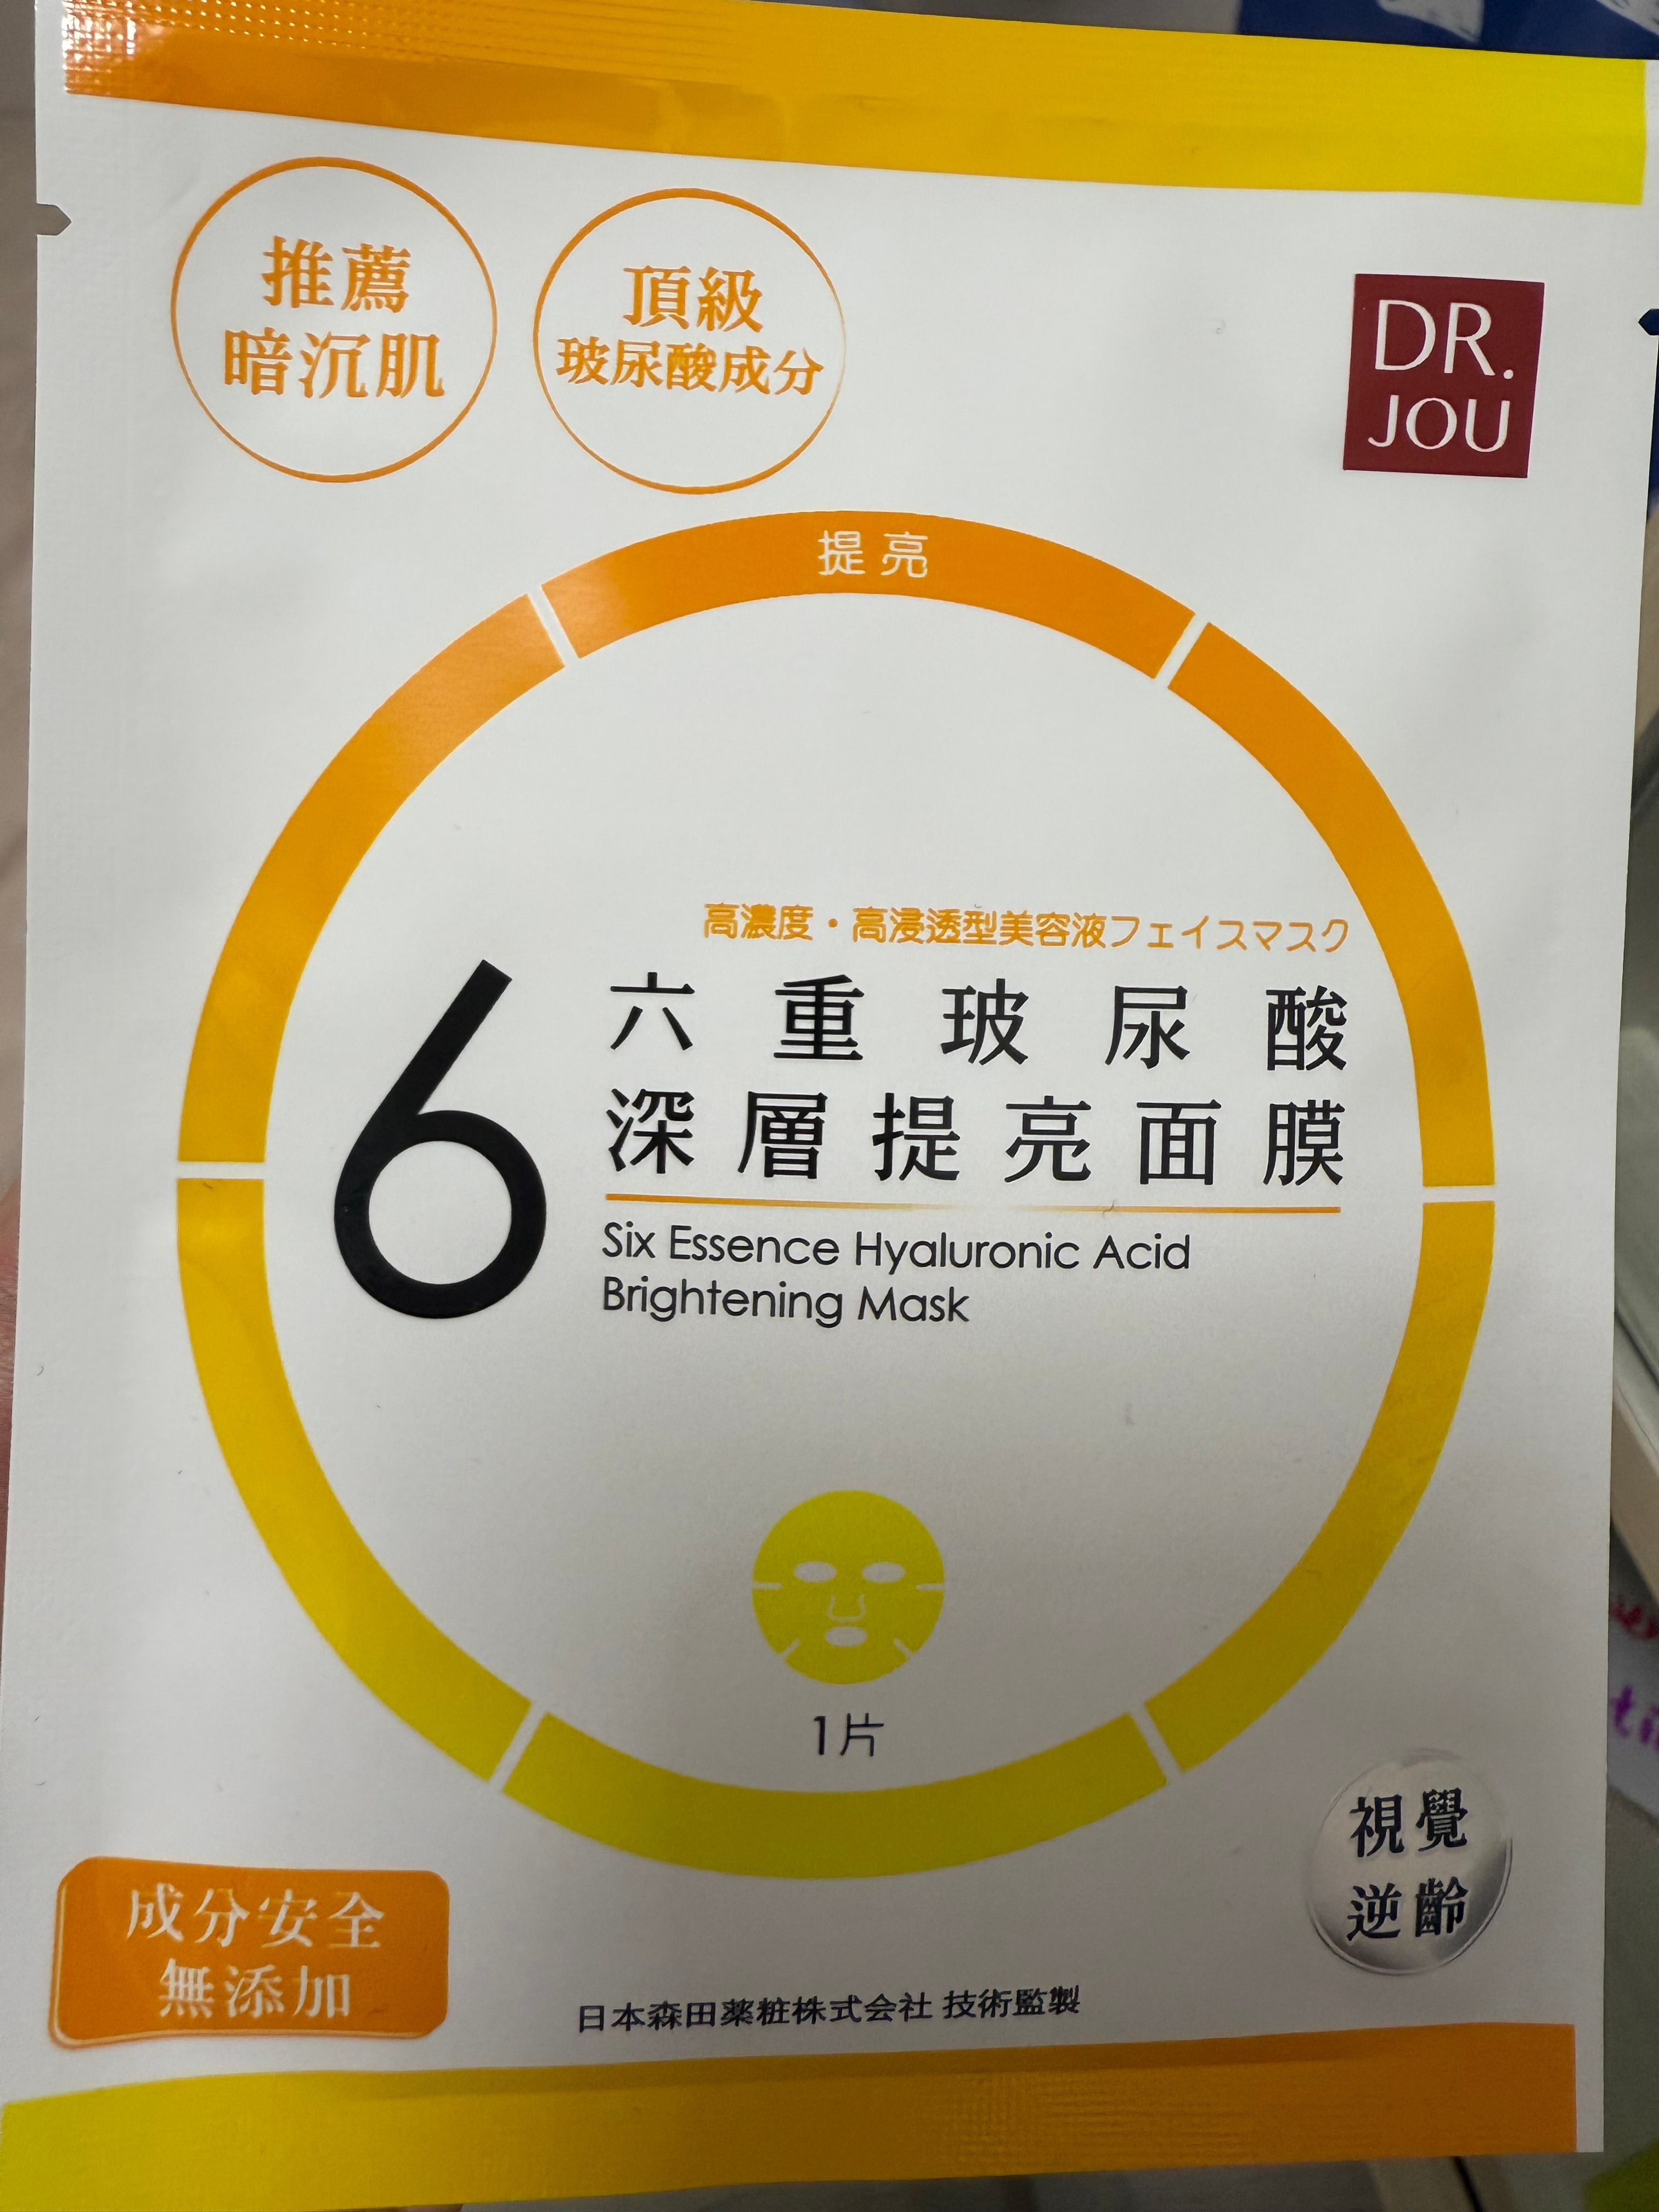 推薦
暗沉肌
頂級
玻尿酸成分
DR.
JOU
提亮
高濃度・高浸透型美容液フェイスマスク
6
六重玻尿酸
深層提亮面膜
Six Essence Hyaluronic Acid
Brightening Mask
1片
視覺
逆齡
成分安全
無添加
日本森田薬粧株式会社 技術監製